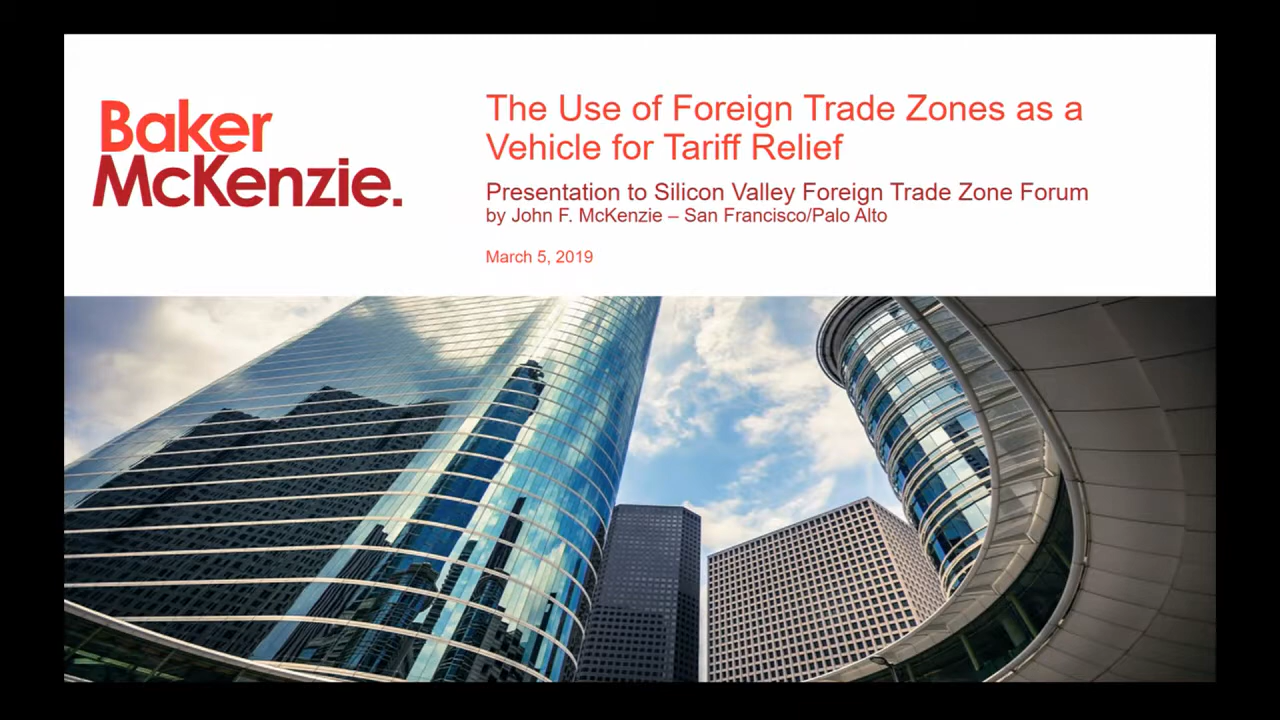 Baker
McKenzie.
The Use of Foreign Trade Zones as a
Vehicle for Tariff Relief
Presentation to Silicon Valley Foreign Trade Zone Forum
by John F. McKenzie – San Francisco/Palo Alto
March 5, 2019